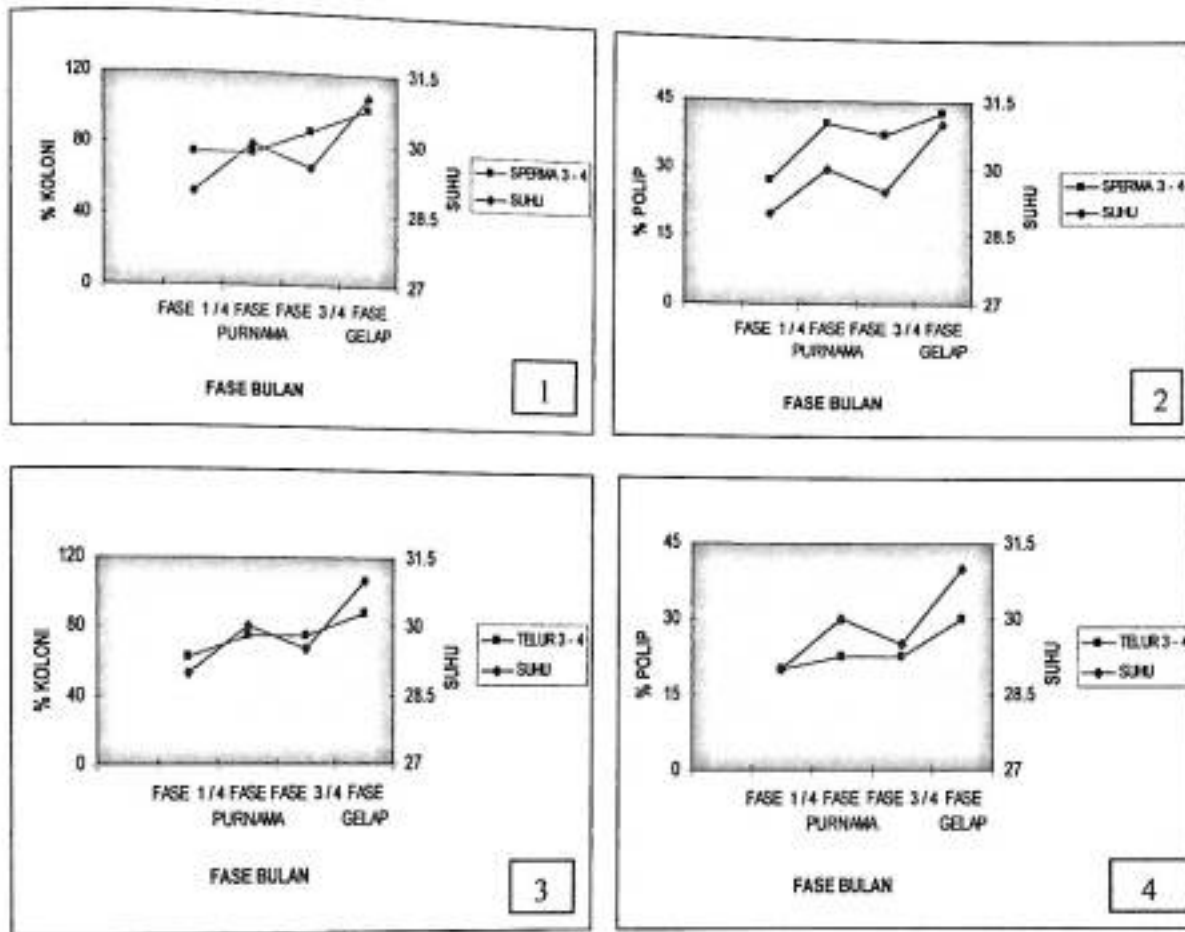 120
80
40
0
% KOLONI
31.5
30
28.5
27
SUHU
SPERMA 3 - 4
SUHU
FASE 1 / 4 FASE FASE 3 / 4 FASE
PURNAMA GELAP
FASE BULAN
1
45
30
15
0
% POLIP
31.5
30
28.5
27
SUHU
SPERMA 3 - 4
SUHU
FASE 1 / 4 FASE FASE 3 / 4 FASE
PURNAMA GELAP
FASE BULAN
2
120
80
40
0
% KOLONI
31.5
30
28.5
27
SUHU
TELUR 3 - 4
SUHU
FASE 1 / 4 FASE FASE 3 / 4 FASE
PURNAMA GELAP
FASE BULAN
3
45
30
15
0
% POLIP
31.5
30
28.5
27
SUHU
TELUR 3 - 4
SUHU
FASE 1 / 4 FASE FASE 3 / 4 FASE
PURNAMA GELAP
FASE BULAN
4